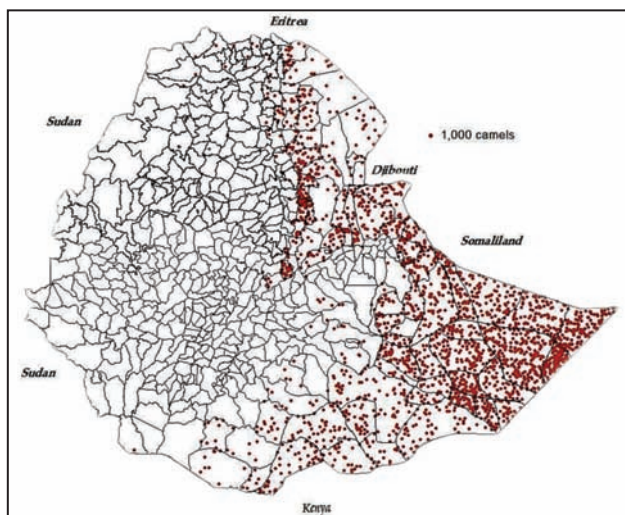 Eritrea
Sudan
1,000 camels
Djibouti
Somaliland
Sudan
Kenya